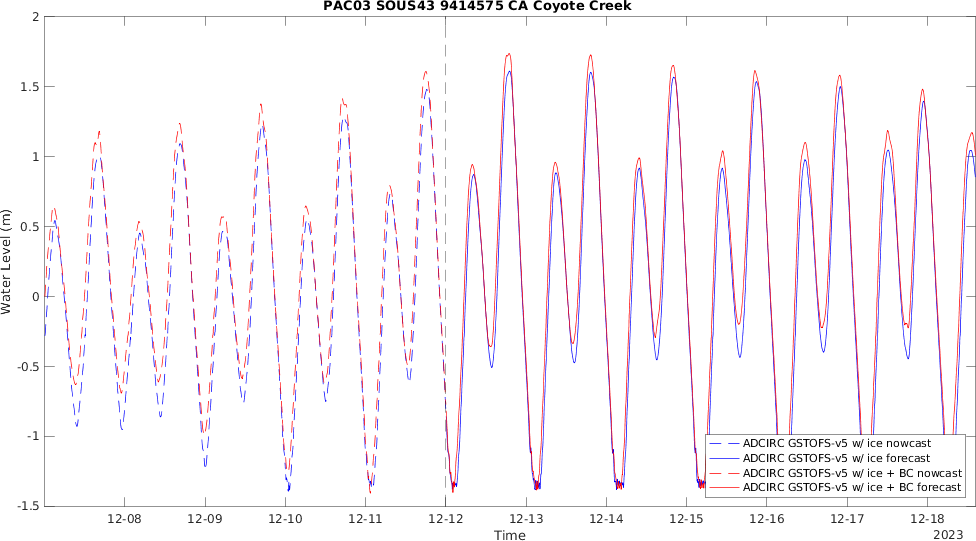 PAC03 SOUS43 9414575 CA Coyote Creek
2
1.5
1
0.5
0
-0.5
-1
-1.5
Water Level (m)
12-08
12-09
12-10
12-11
12-12
12-13
12-14
12-15
12-16
12-17
12-18
Time
2023
ADCIRC GSTOFS-v5 w/ ice nowcast
ADCIRC GSTOFS-v5 w/ ice forecast
ADCIRC GSTOFS-v5 w/ ice + BC nowcast
ADCIRC GSTOFS-v5 w/ ice + BC forecast